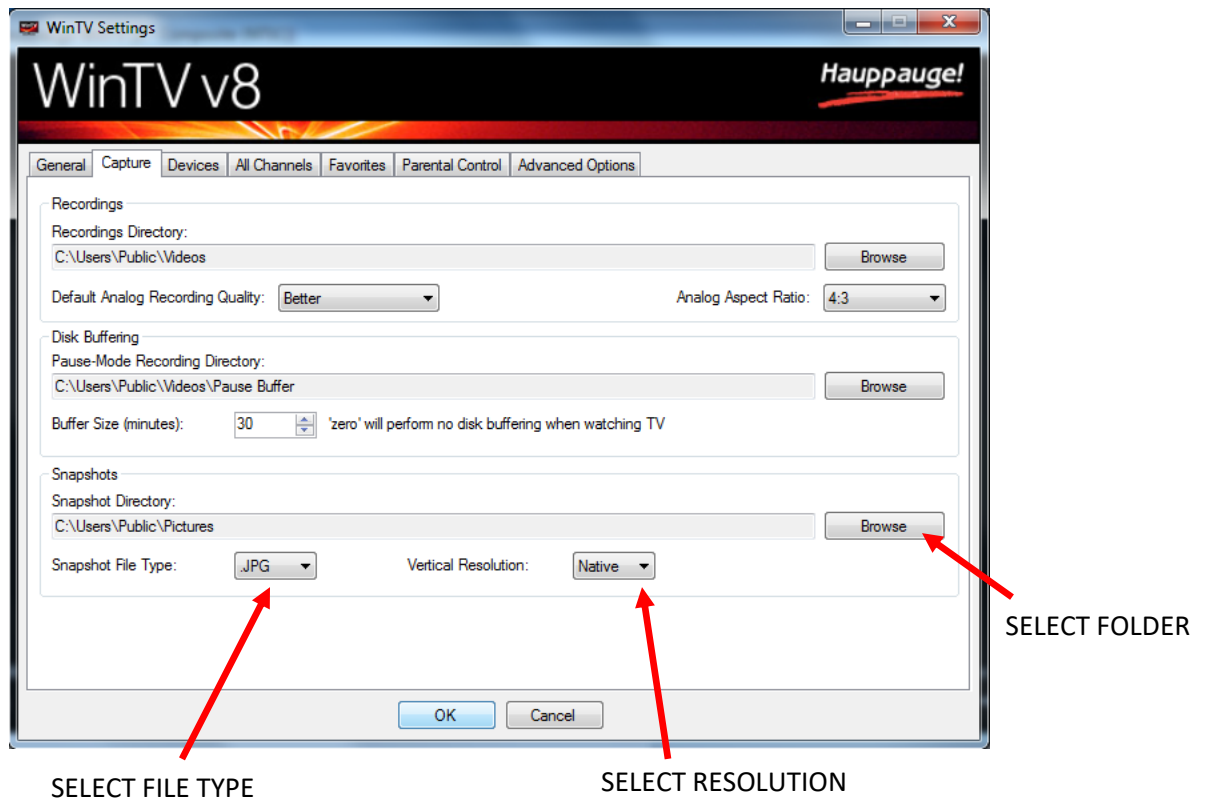 WinTV Settings
WinTV v8
Hauppauge!
General Capture Devices All Channels Favorites Parental Control Advanced Options
Recordings
Recordings Directory:
C:\Users\Public\Videos Browse
Default Analog Recording Quality: Better Analog Aspect Ratio: 4:3
Disk Buffering
Pause-Mode Recording Directory:
C:\Users\Public\Videos\Pause Buffer Browse
Buffer Size (minutes): 30 'zero' will perform no disk buffering when watching TV
Snapshots
Snapshot Directory:
C:\Users\Public\Pictures Browse
Snapshot File Type: .JPG Vertical Resolution: Native
SELECT FOLDER
OK Cancel
SELECT FILE TYPE
SELECT RESOLUTION